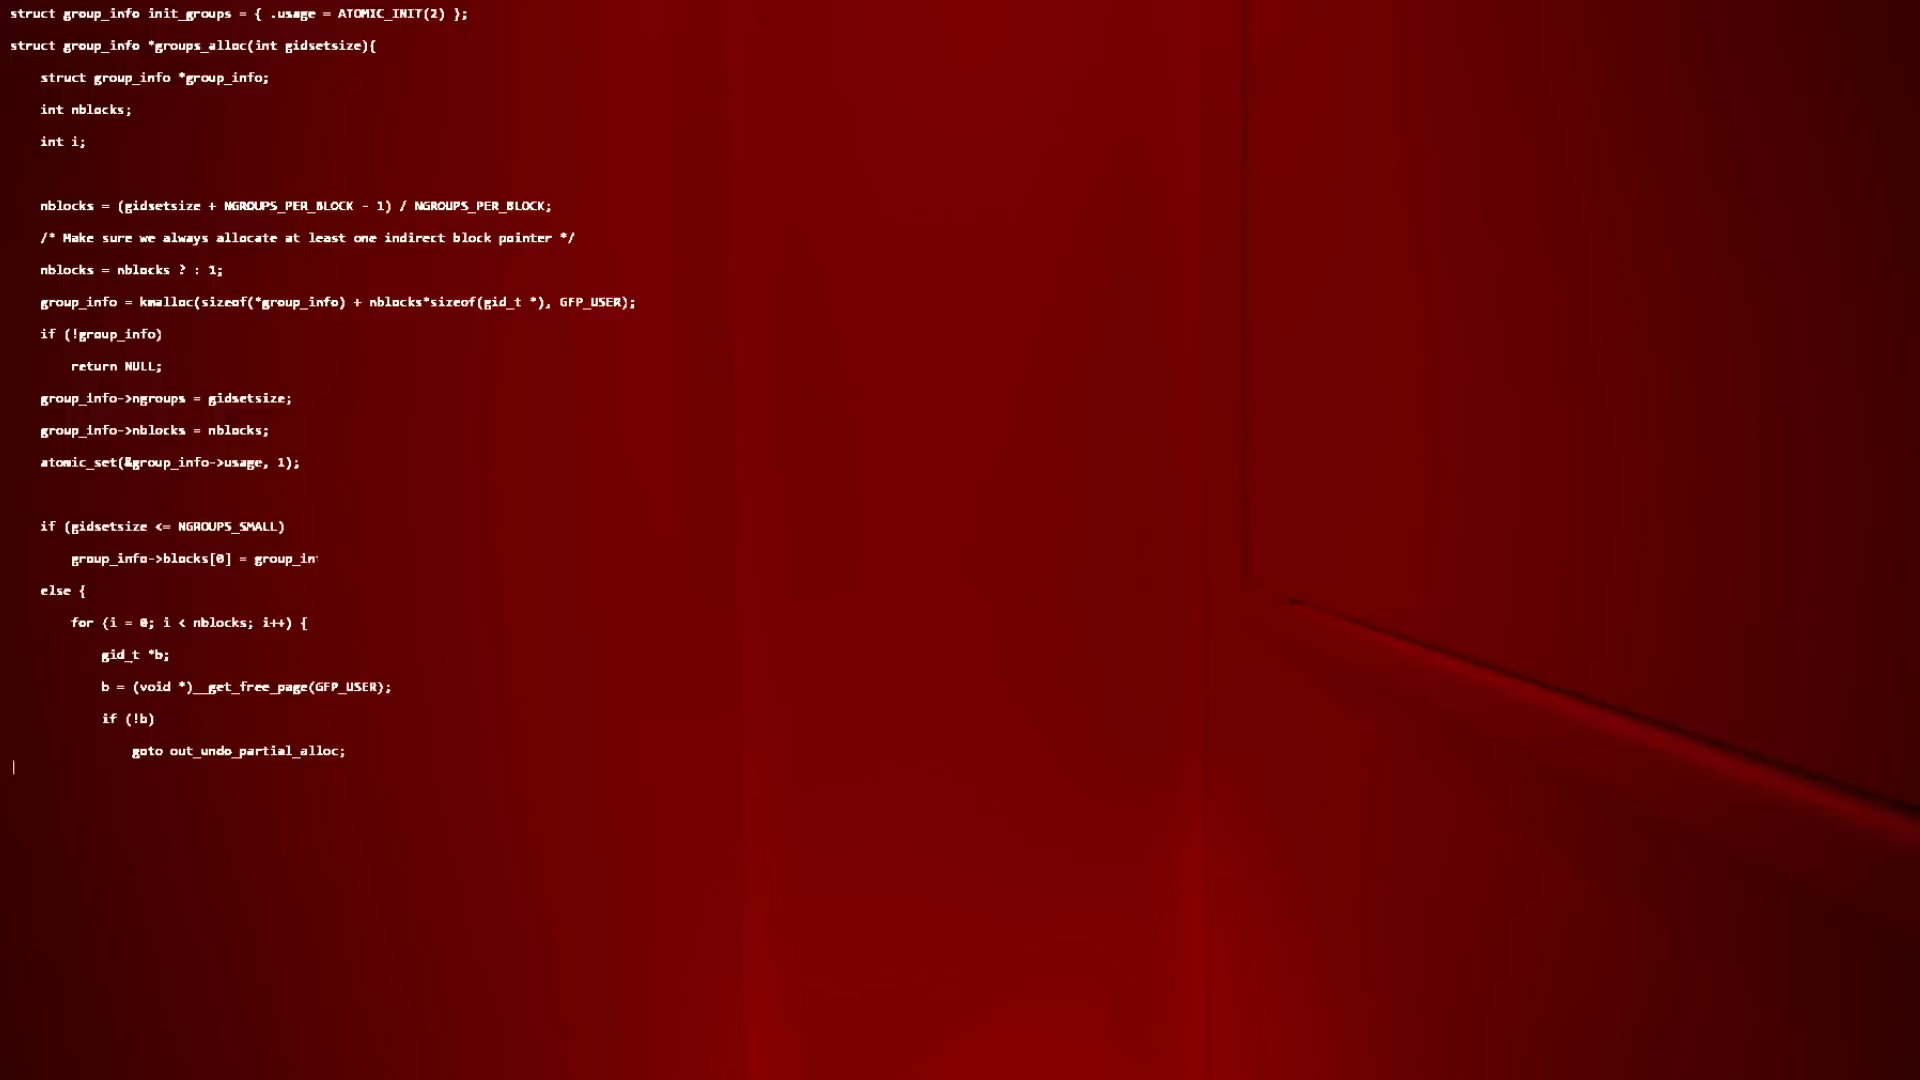 struct group_info init_groups = { .usage = ATOMIC_INIT(2) };
struct group_info *groups_alloc(int gidsetsize){
struct group_info *group_info;
int nblocks;
int i;
nblocks = (gidsetsize + NGROUPS_PER_BLOCK - 1) / NGROUPS_PER_BLOCK;
/* Make sure we always allocate at least one indirect block pointer */
nblocks = nblocks ? : 1;
group_info = kmalloc(sizeof(*group_info) + nblocks*sizeof(gid_t *), GFP_USER);
if (!group_info)
return NULL;
group_info->ngroups = gidsetsize;
group_info->nblocks = nblocks;
atomic_set(&group_info->usage, 1);
if (gidsetsize <= NGROUPS_SMALL)
group_info->blocks[0] = group_in
else {
for (i = 0; i < nblocks; i++) {
gid_t *b;
b = (void *)__get_free_page(GFP_USER);
if (!b)
goto out_undo_partial_alloc;